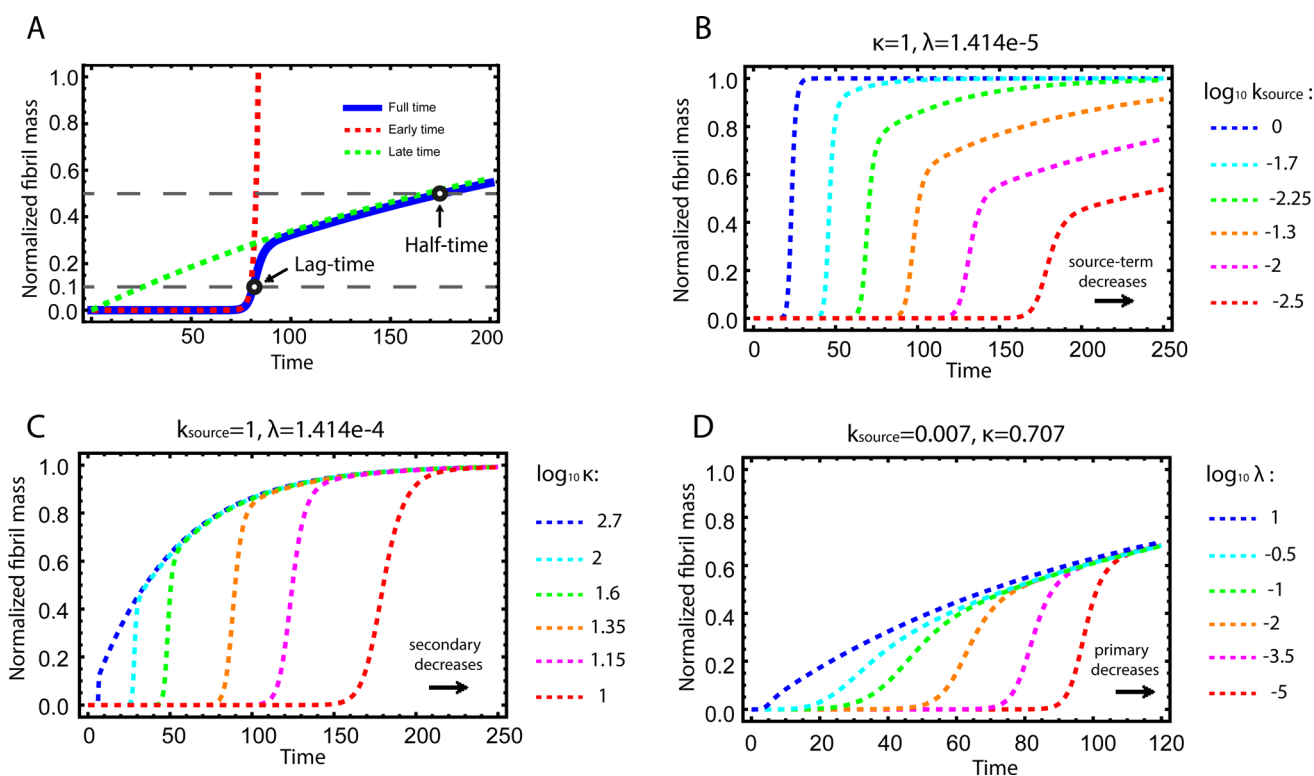 A
Normalized fibril mass
1.0
0.8
0.6
0.4
0.2
0.1
0.0
50
100
150
200
Time
Full time
Early time
Late time
Half-time
Lag-time
B
κ=1, λ=1.414e-5
Normalized fibril mass
1.0
0.8
0.6
0.4
0.2
0.0
0
50
100
150
200
250
Time
source-term
decreases
log₁₀ ksource :
0
-1.7
-2.25
-1.3
-2
-2.5
C
ksource=1, λ=1.414e-4
Normalized fibril mass
1.0
0.8
0.6
0.4
0.2
0.0
0
50
100
150
200
250
Time
secondary
decreases
log₁₀ κ:
2.7
2
1.6
1.35
1.15
1
D
ksource=0.007, κ=0.707
Normalized fibril mass
1.0
0.8
0.6
0.4
0.2
0.0
0
20
40
60
80
100
120
Time
primary
decreases
log₁₀ λ :
1
-0.5
-1
-2
-3.5
-5